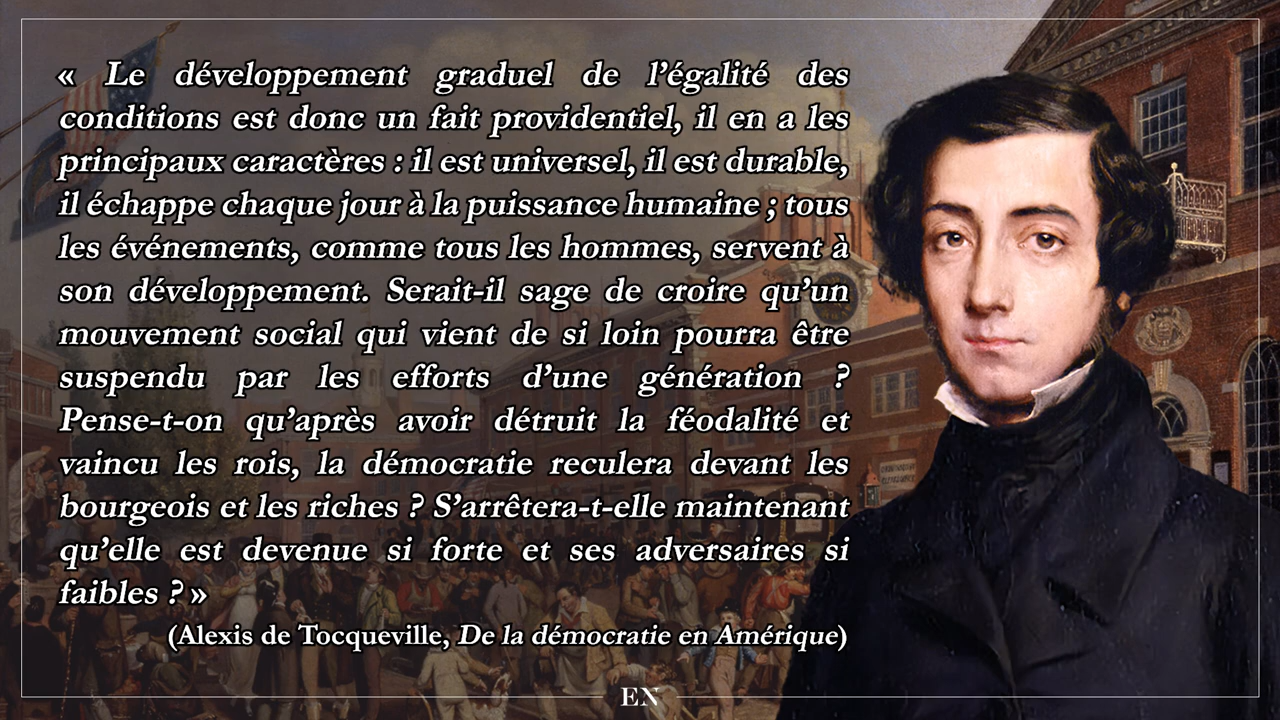 « Le développement graduel de l’égalité des
conditions est donc un fait providentiel, il en a les
principaux caractères : il est universel, il est durable,
il échappe chaque jour à la puissance humaine ; tous
les événements, comme tous les hommes, servent à
son développement. Serait-il sage de croire qu’un
mouvement social qui vient de si loin pourra être
suspendu par les efforts d’une génération ?
Pense-t-on qu’après avoir détruit la féodalité et
vaincu les rois, la démocratie reculera devant les
bourgeois et les riches ? S’arrêtera-t-elle maintenant
qu’elle est devenue si forte et ses adversaires si
faibles ? »
(Alexis de Tocqueville, De la démocratie en Amérique)
EN